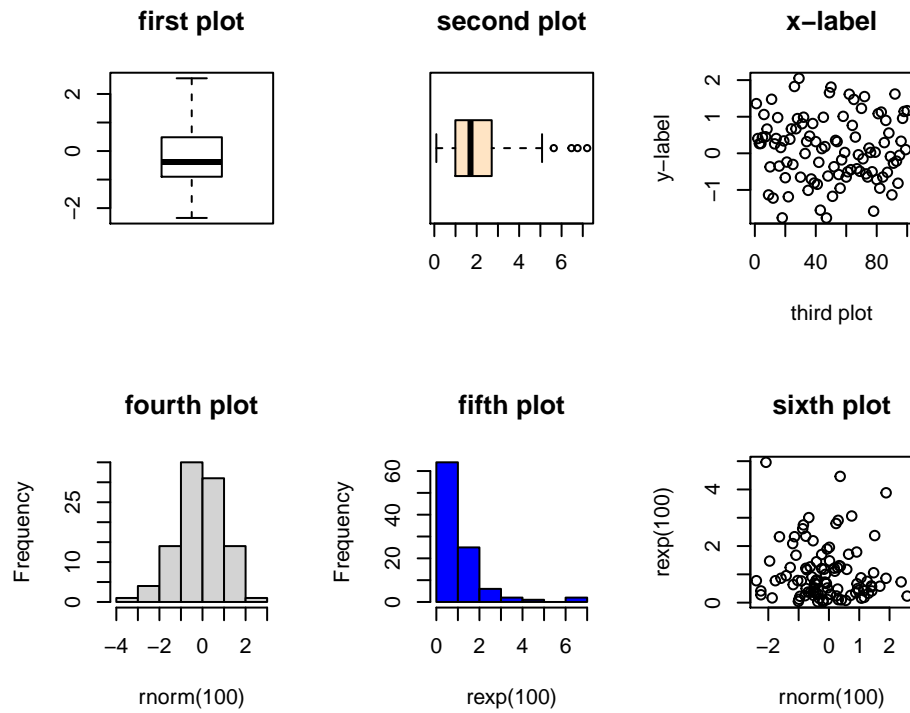 first plot
second plot
x−label
2
0
−2
0 2 4 6
y−label
2
1
0
−1
0 40 80
third plot
fourth plot
fifth plot
sixth plot
Frequency
25
10
0
−4 −2 0 2
rnorm(100)
Frequency
60
40
20
0
0 2 4 6
rexp(100)
rexp(100)
4
2
1
0
−2 0 1 2
rnorm(100)